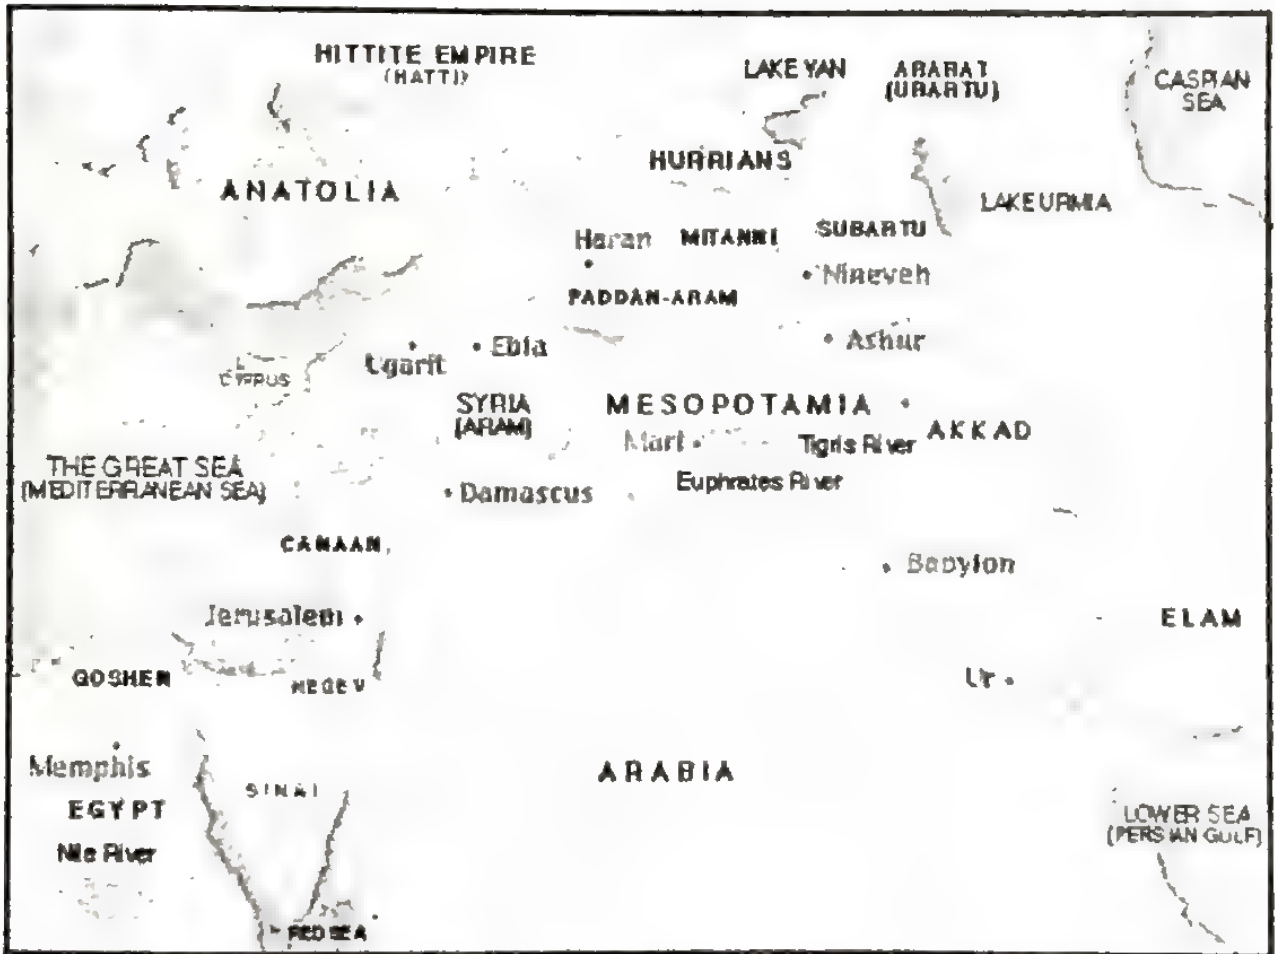 HITTITE EMPIRE
(HATTI)
LAKE VAN
ARARAT
(URARTU)
CASPIAN
SEA
HURRIANS
ANATOLIA
LAKE URMIA
Haran
MITANNI
SUBARTU
Nineveh
PADDAN-ARAM
Ugarit
Ebla
Ashur
CYPRUS
SYRIA
(ARAM)
MESOPOTAMIA
Mari
Tigris River
AKKAD
THE GREAT SEA
(MEDITERRANEAN SEA)
Damascus
Euphrates River
CANAAN
Babylon
Jerusalem
ELAM
GOSHEN
NEGEV
Ur
Memphis
SINAI
ARABIA
EGYPT
LOWER SEA
(PERSIAN GULF)
Nile River
RED SEA